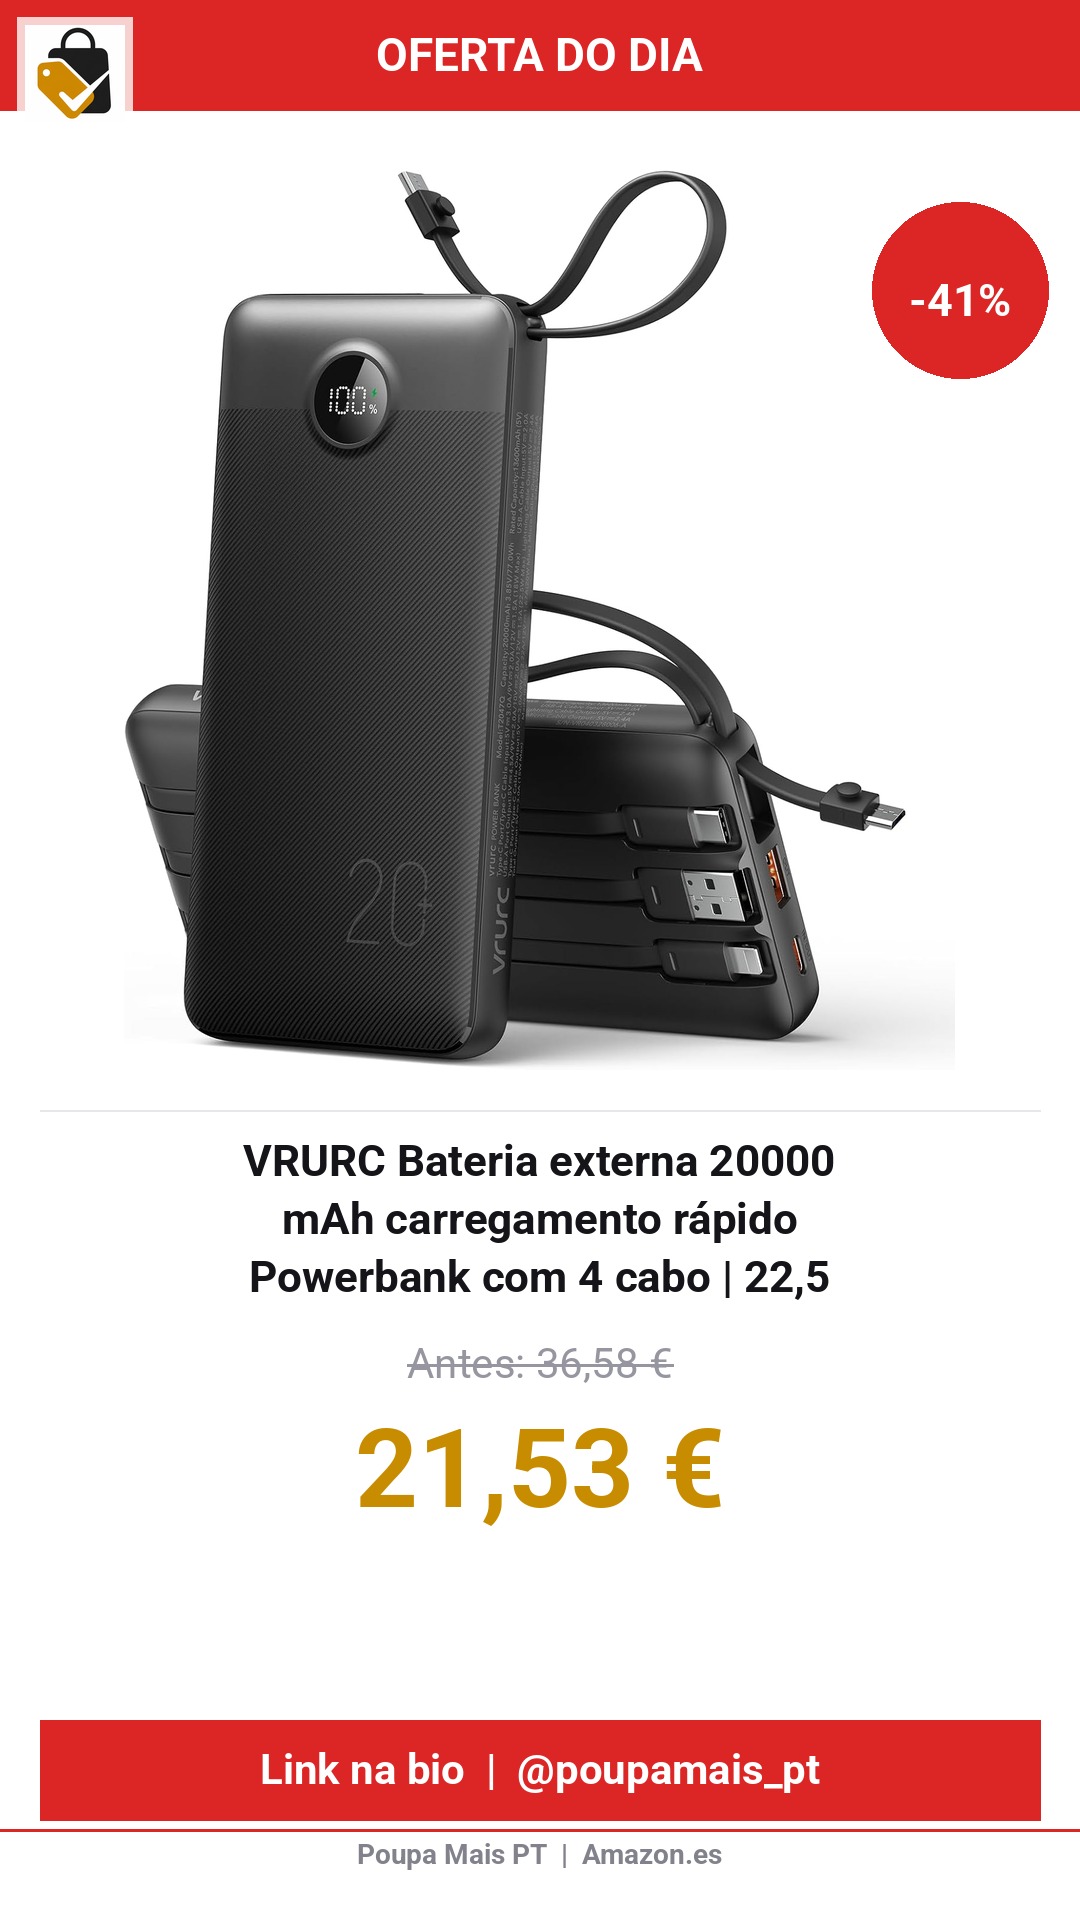 OFERTA DO DIA
-41%
100%
20+
vrurc
VRURC Bateria externa 20000
mAh carregamento rápido
Powerbank com 4 cabo | 22,5
Antes: 36,58 €
21,53 €
Link na bio | @poupamais_pt
Poupa Mais PT | Amazon.es